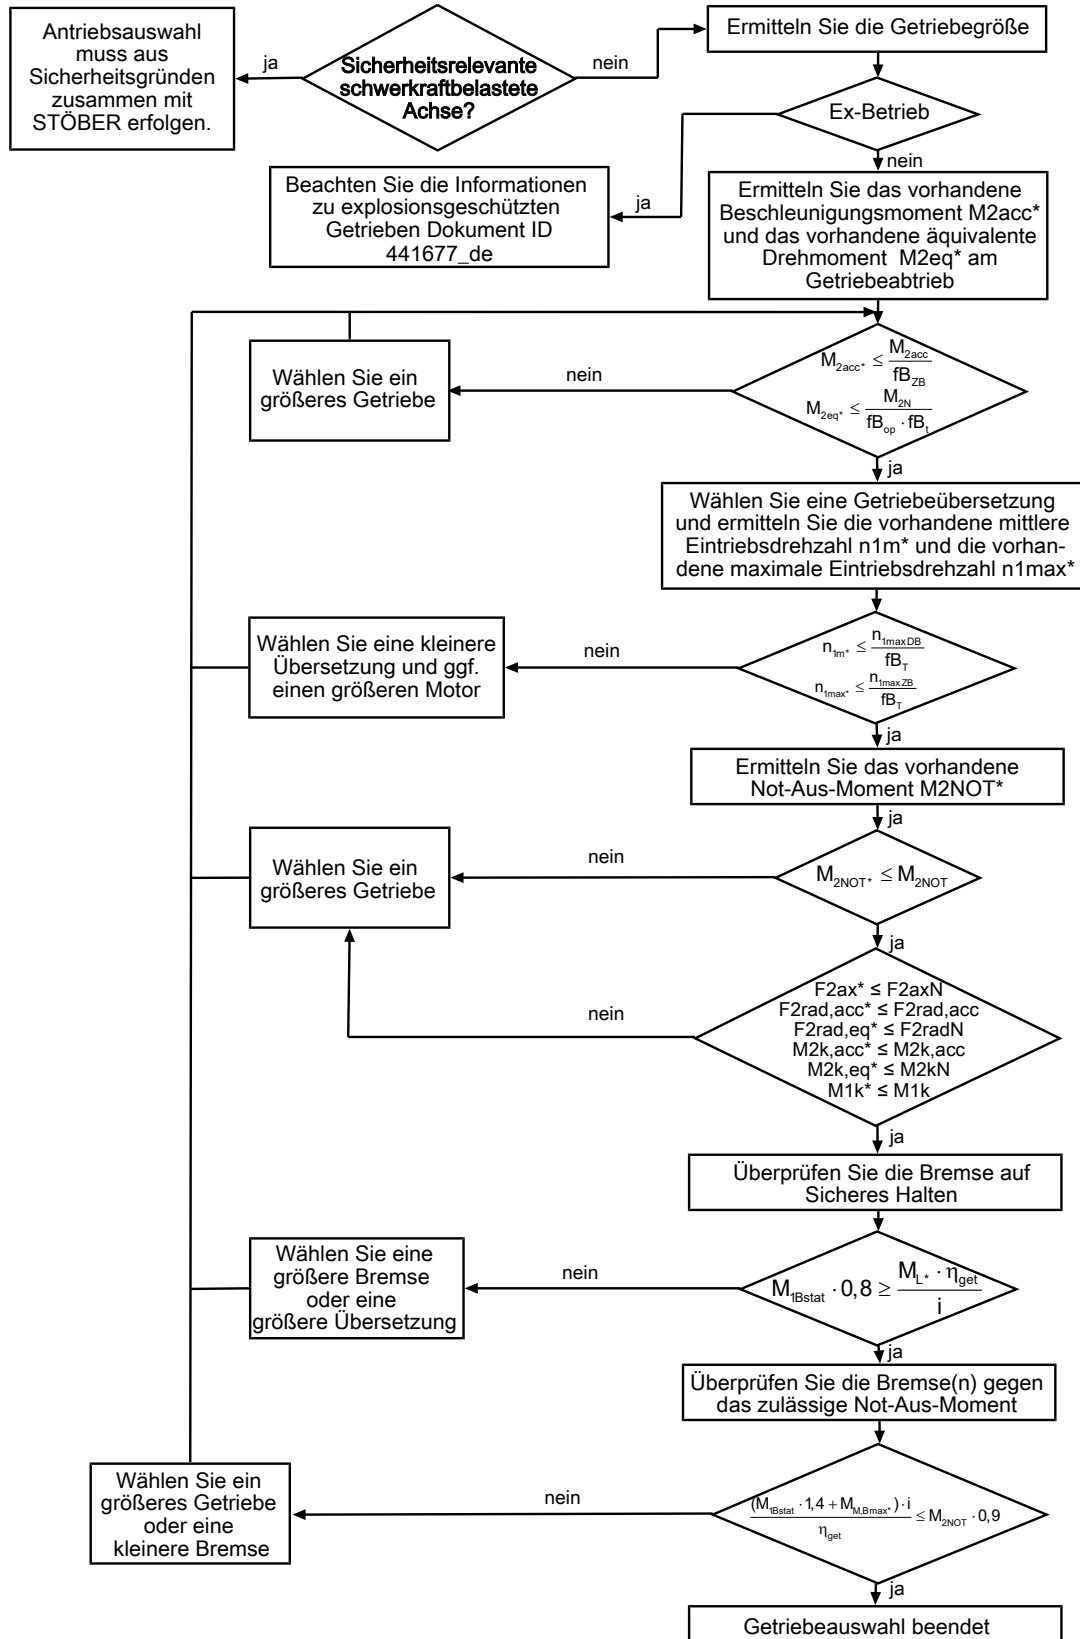 Antriebsauswahl
muss aus
Sicherheitsgründen
zusammen mit
STÖBER erfolgen.
ja
Sicherheitsrelevante
schwerkraftbelastete
Achse?
nein
Ermitteln Sie die Getriebegröße
Ex-Betrieb
nein
ja
Beachten Sie die Informationen
zu explosionsgeschützten
Getrieben Dokument ID
441677_de
Ermitteln Sie das vorhandene
Beschleunigungsmoment M2acc*
und das vorhandene äquivalente
Drehmoment M2eq* am
Getriebeabtrieb
M2acc* ≤ M2acc / fBZB
M2eq* ≤ M2N / fBop · fBt
nein
Wählen Sie ein
größeres Getriebe
ja
Wählen Sie eine Getriebeübersetzung
und ermitteln Sie die vorhandene mittlere
Eintriebsdrehzahl n1m* und die vorhan-
dene maximale Eintriebsdrehzahl n1max*
n1m* ≤ n1maxDB / fBT
n1max* ≤ n1maxZB / fBT
nein
Wählen Sie eine kleinere
Übersetzung und ggf.
einen größeren Motor
ja
Ermitteln Sie das vorhandene
Not-Aus-Moment M2NOT*
ja
M2NOT* ≤ M2NOT
nein
Wählen Sie ein
größeres Getriebe
ja
F2ax* ≤ F2axN
F2rad,acc* ≤ F2rad,acc
F2rad,eq* ≤ F2radN
M2k,acc* ≤ M2k,acc
M2k,eq* ≤ M2kN
M1k* ≤ M1k
nein
ja
Überprüfen Sie die Bremse auf
Sicheres Halten
M1Bstat · 0,8 ≥ ML* · ηget / i
nein
Wählen Sie eine
größere Bremse
oder eine
größere Übersetzung
ja
Überprüfen Sie die Bremse(n) gegen
das zulässige Not-Aus-Moment
(M1Bstat · 1,4 + MM,Bmax*) · i / ηget ≤ M2NOT · 0,9
nein
Wählen Sie ein
größeres Getriebe
oder eine
kleinere Bremse
ja
Getriebeauswahl beendet